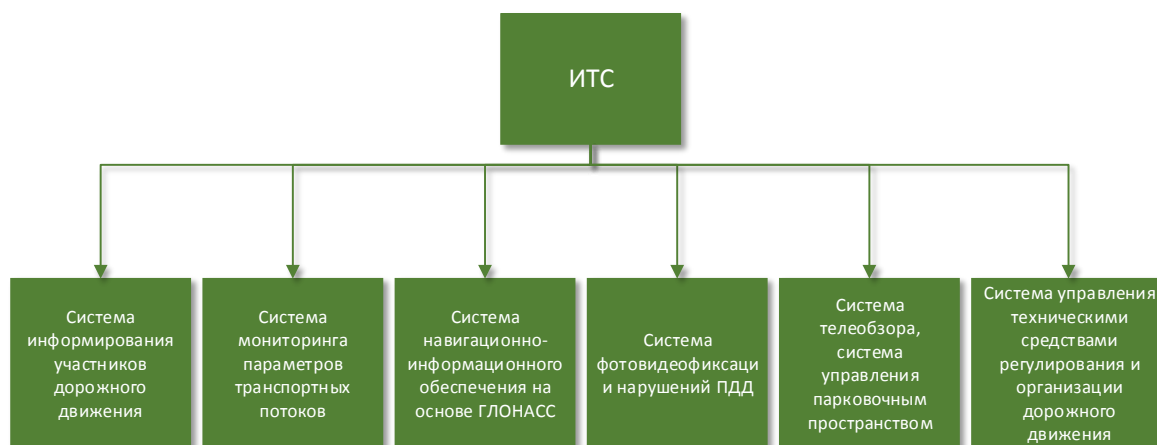 ИТС
Система
информирования
участников
дорожного
движения
Система
мониторинга
параметров
транспортных
потоков
Система
навигационно-
информационного
обеспечения на
основе ГЛОНАСС
Система
фотовидеофиксаци
и нарушений ПДД
Система
телеобзора,
система
управления
парковочным
пространством
Система управления
техническими
средствами
регулирования и
организации
дорожного
движения